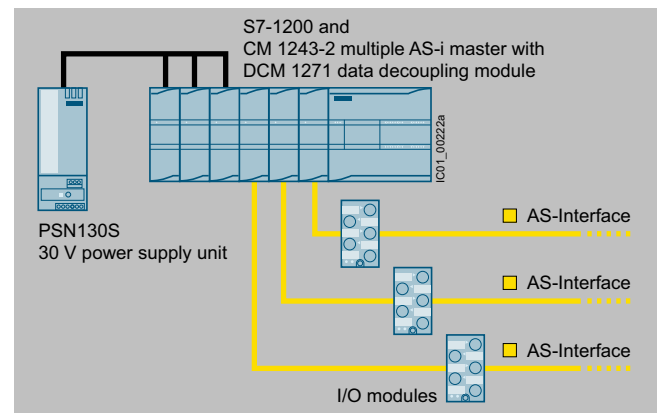 S7-1200 and
CM 1243-2 multiple AS-i master with
DCM 1271 data decoupling module
IC01_00222a
PSN130S
30 V power supply unit
AS-Interface
AS-Interface
AS-Interface
I/O modules